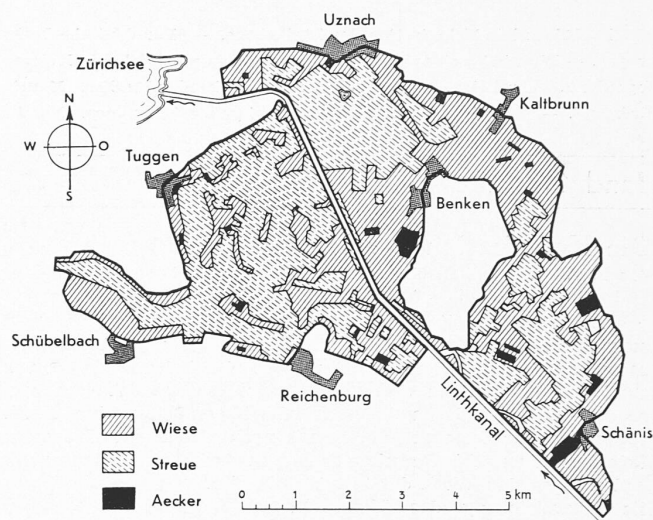 Uznach
Zürichsee
Kaltbrunn
N
W O
S
Tuggen
Benken
Schübelbach
Reichenburg
Linthkanal
Schänis
Wiese
Streue
Aecker
0 1 2 3 4 5 km